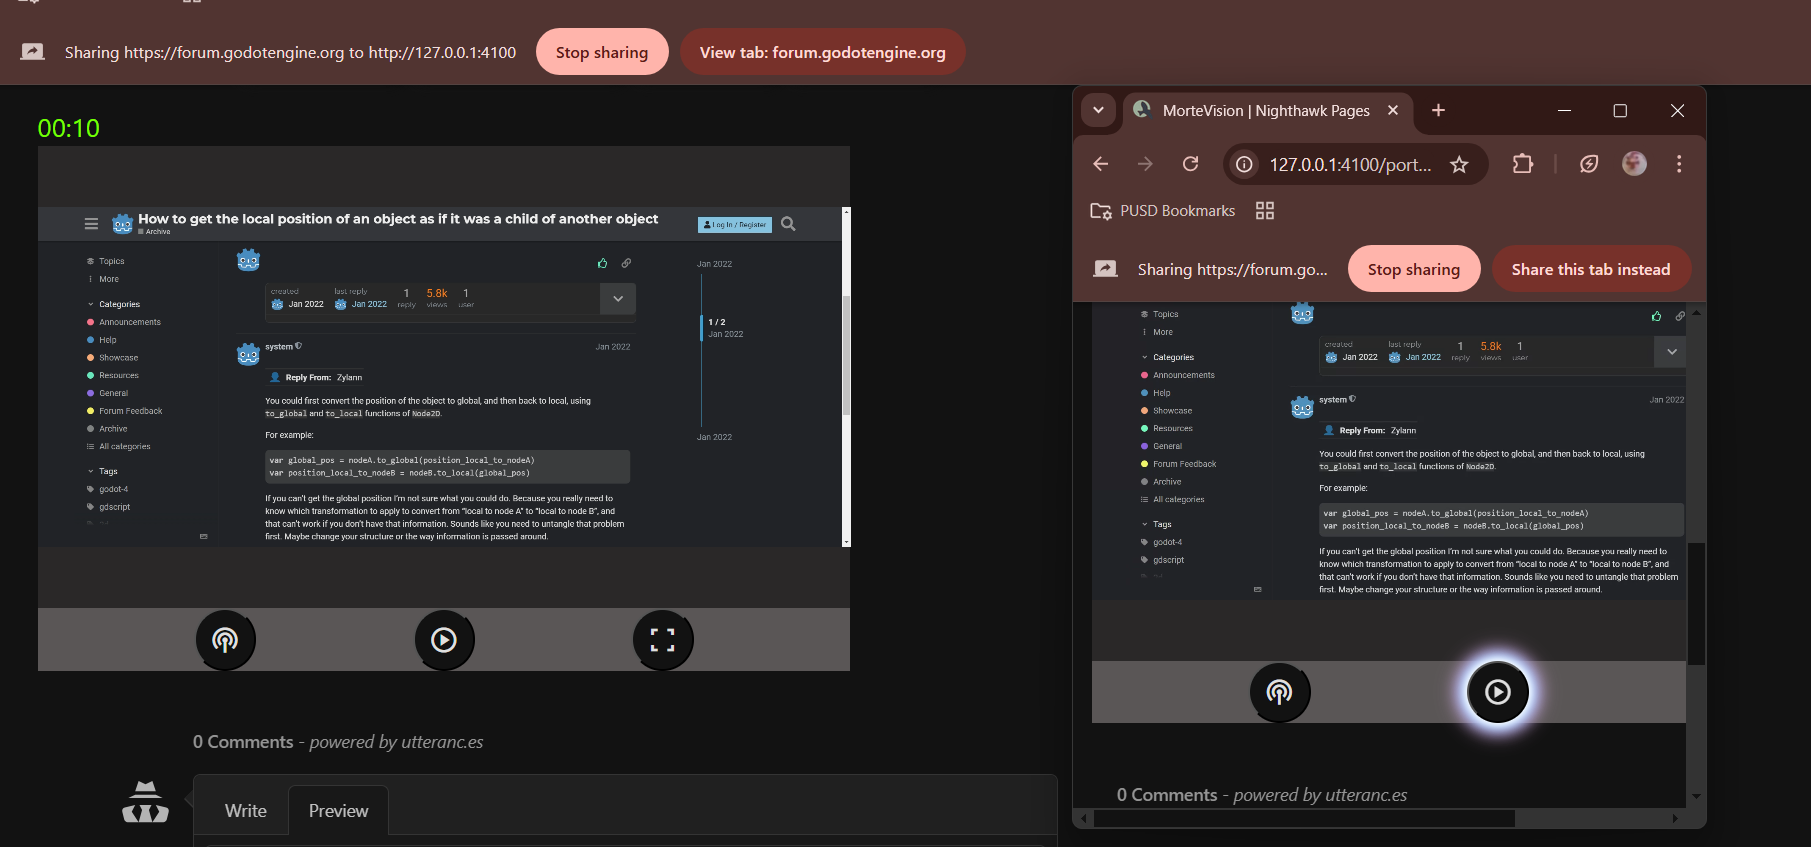 Sharing https://forum.godotengine.org to http://127.0.0.1:4100
Stop sharing
View tab: forum.godotengine.org
00:10
How to get the local position of an object as if it was a child of another object
Archive
Log In / Register
Topics
More
Categories
Announcements
Help
Showcase
Resources
General
Forum Feedback
Archive
All categories
Tags
godot-4
gdscript
created
Jan 2022
last reply
Jan 2022
1
reply
5.8k
views
1
user
system
Jan 2022
Reply From: Zylann
You could first convert the position of the object to global, and then back to local, using
to_global and to_local functions of Node2D.
For example:
var global_pos = nodeA.to_global(position_local_to_nodeA)
var position_local_to_nodeB = nodeB.to_local(global_pos)
If you can't get the global position I'm not sure what you could do. Because you really need to
know which transformation to apply to convert from “local to node A” to “local to node B”, and
that can't work if you don't have that information. Sounds like you need to untangle that problem
first. Maybe change your structure or the way information is passed around.
Jan 2022
1 / 2
Jan 2022
Jan 2022
0 Comments - powered by utteranc.es
Write
Preview
MorteVision | Nighthawk Pages
127.0.0.1:4100/port...
PUSD Bookmarks
Sharing https://forum.go...
Stop sharing
Share this tab instead
Topics
More
Categories
Announcements
Help
Showcase
Resources
General
Forum Feedback
Archive
All categories
Tags
godot-4
gdscript
created
Jan 2022
last reply
Jan 2022
1
reply
5.8k
views
1
user
system
Jan 2022
Reply From: Zylann
You could first convert the position of the object to global, and then back to local, using
to_global and to_local functions of Node2D.
For example:
var global_pos = nodeA.to_global(position_local_to_nodeA)
var position_local_to_nodeB = nodeB.to_local(global_pos)
If you can't get the global position I'm not sure what you could do. Because you really need to
know which transformation to apply to convert from “local to node A” to “local to node B”, and
that can't work if you don't have that information. Sounds like you need to untangle that problem
first. Maybe change your structure or the way information is passed around.
0 Comments - powered by utteranc.es